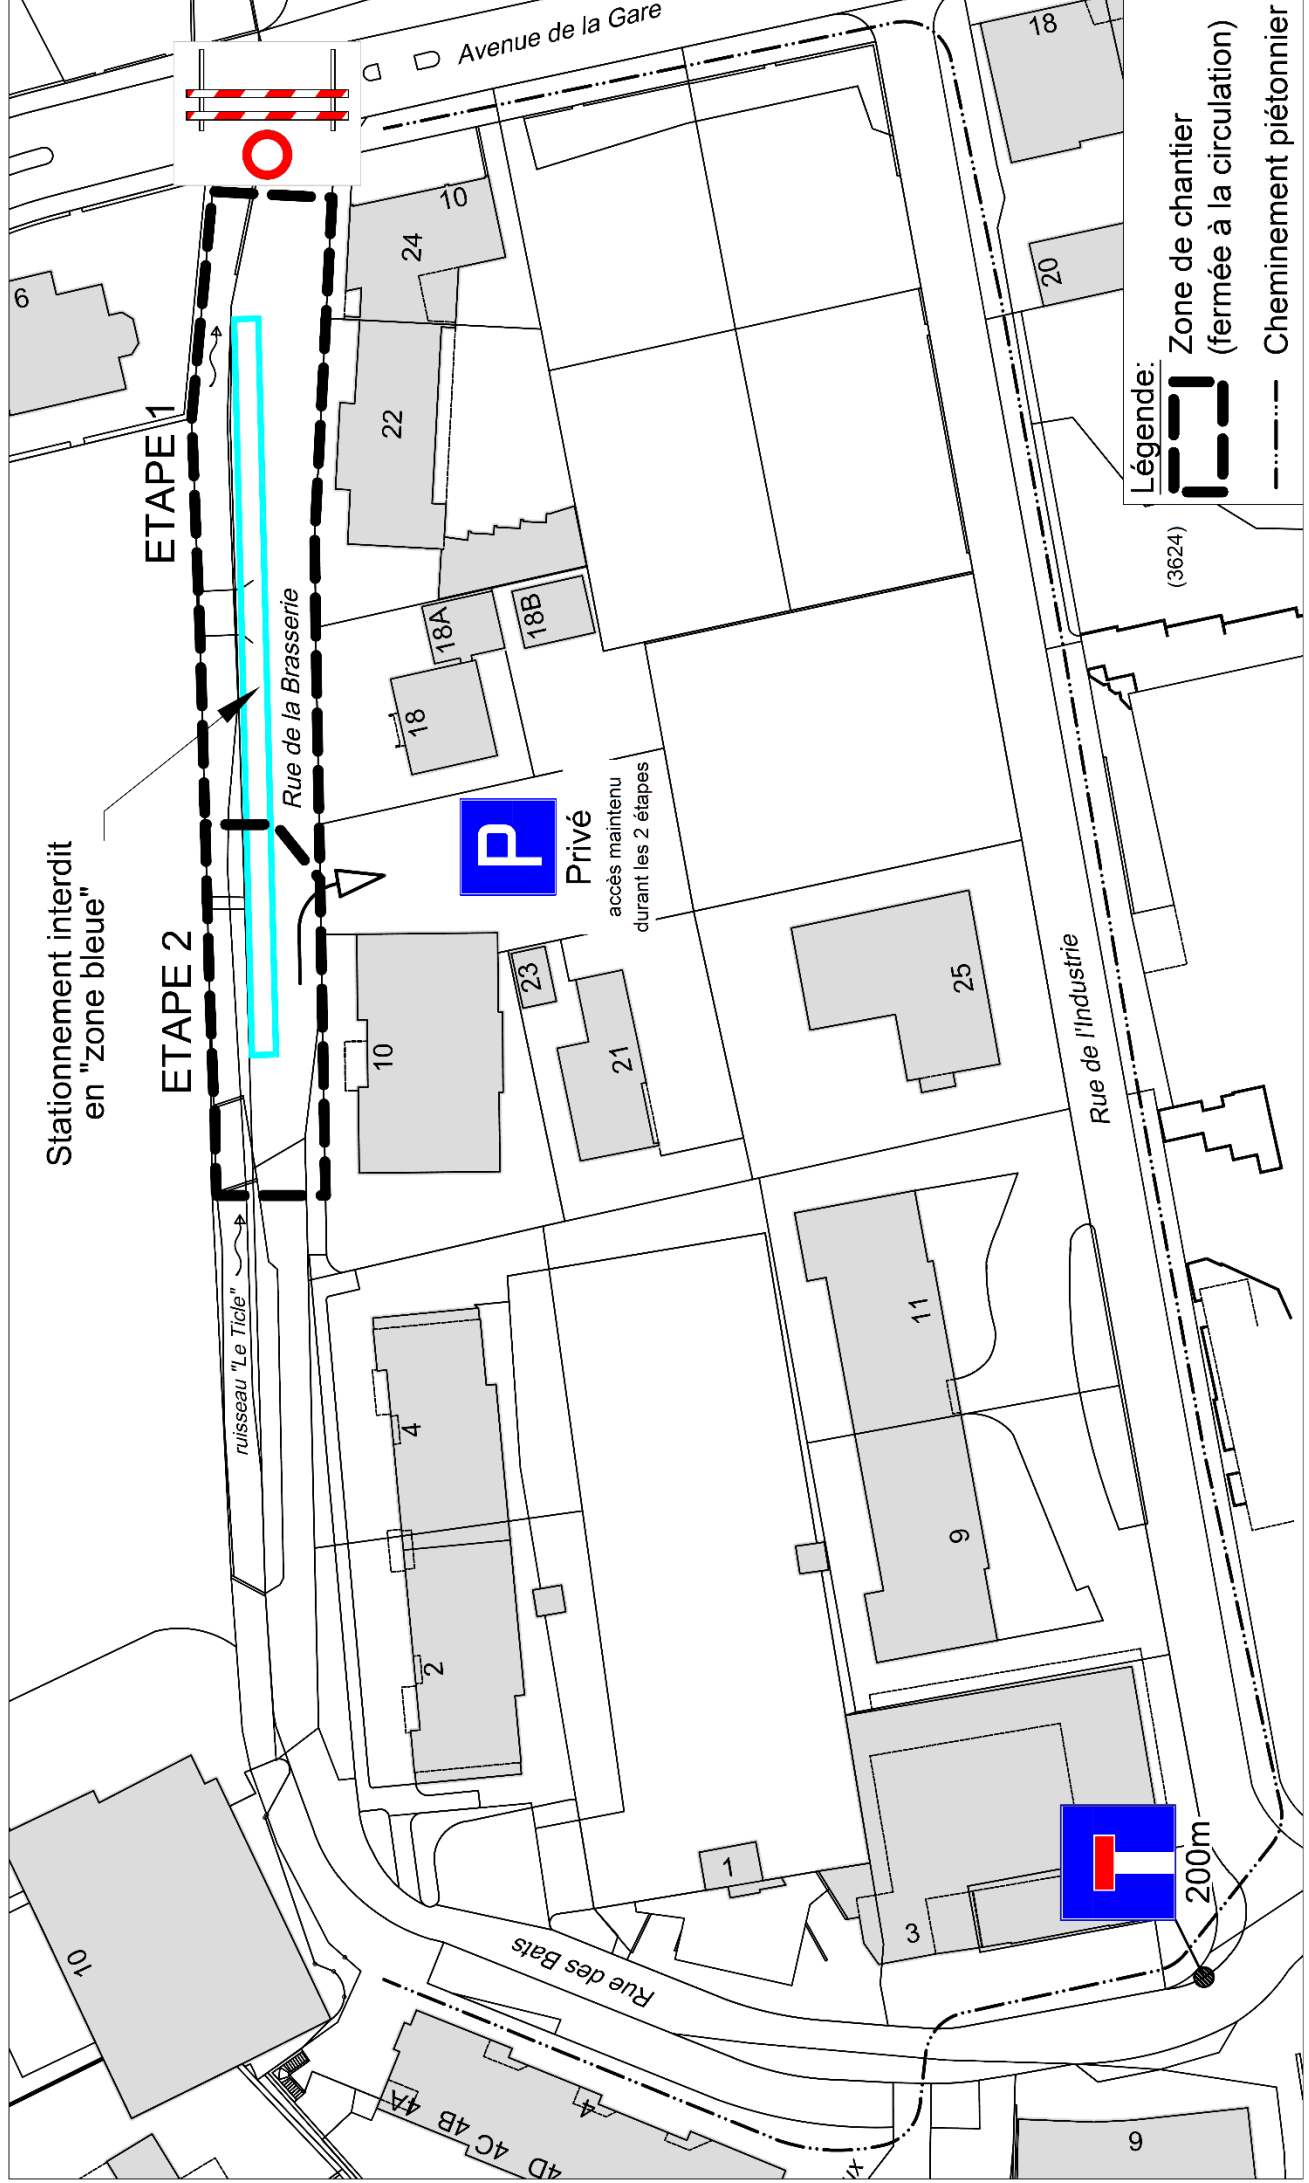 Stationnement interdit
en "zone bleue"
ETAPE 2
ETAPE 1
ruisseau "Le Ticle"
Rue de la Brasserie
Avenue de la Gare
P
Privé
accès maintenu
durant les 2 étapes
Rue de l'Industrie
Rue des Bats
200m
(3624)
6
10
24
22
18A
18B
18
10
23
21
25
4
2
11
9
1
3
10
4A
4B
4C
4D
4
9
18
20
Légende:
Zone de chantier
(fermée à la circulation)
Cheminement piétonnier